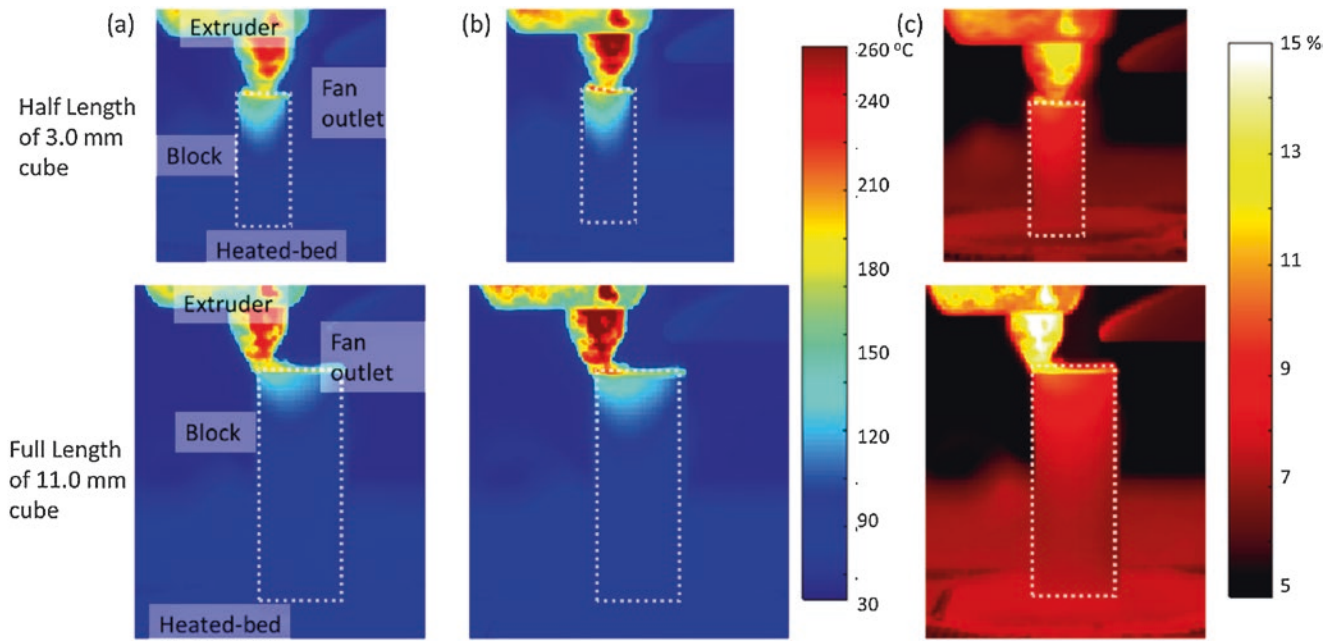 (a)
(b)
(c)
Extruder
Half Length
of 3.0 mm
cube
Fan
outlet
Block
Heated-bed
Extruder
Fan
outlet
Full Length
of 11.0 mm
cube
Block
Heated-bed
260 °C
240
210
180
150
120
90
30
15 %
13
11
9
7
5